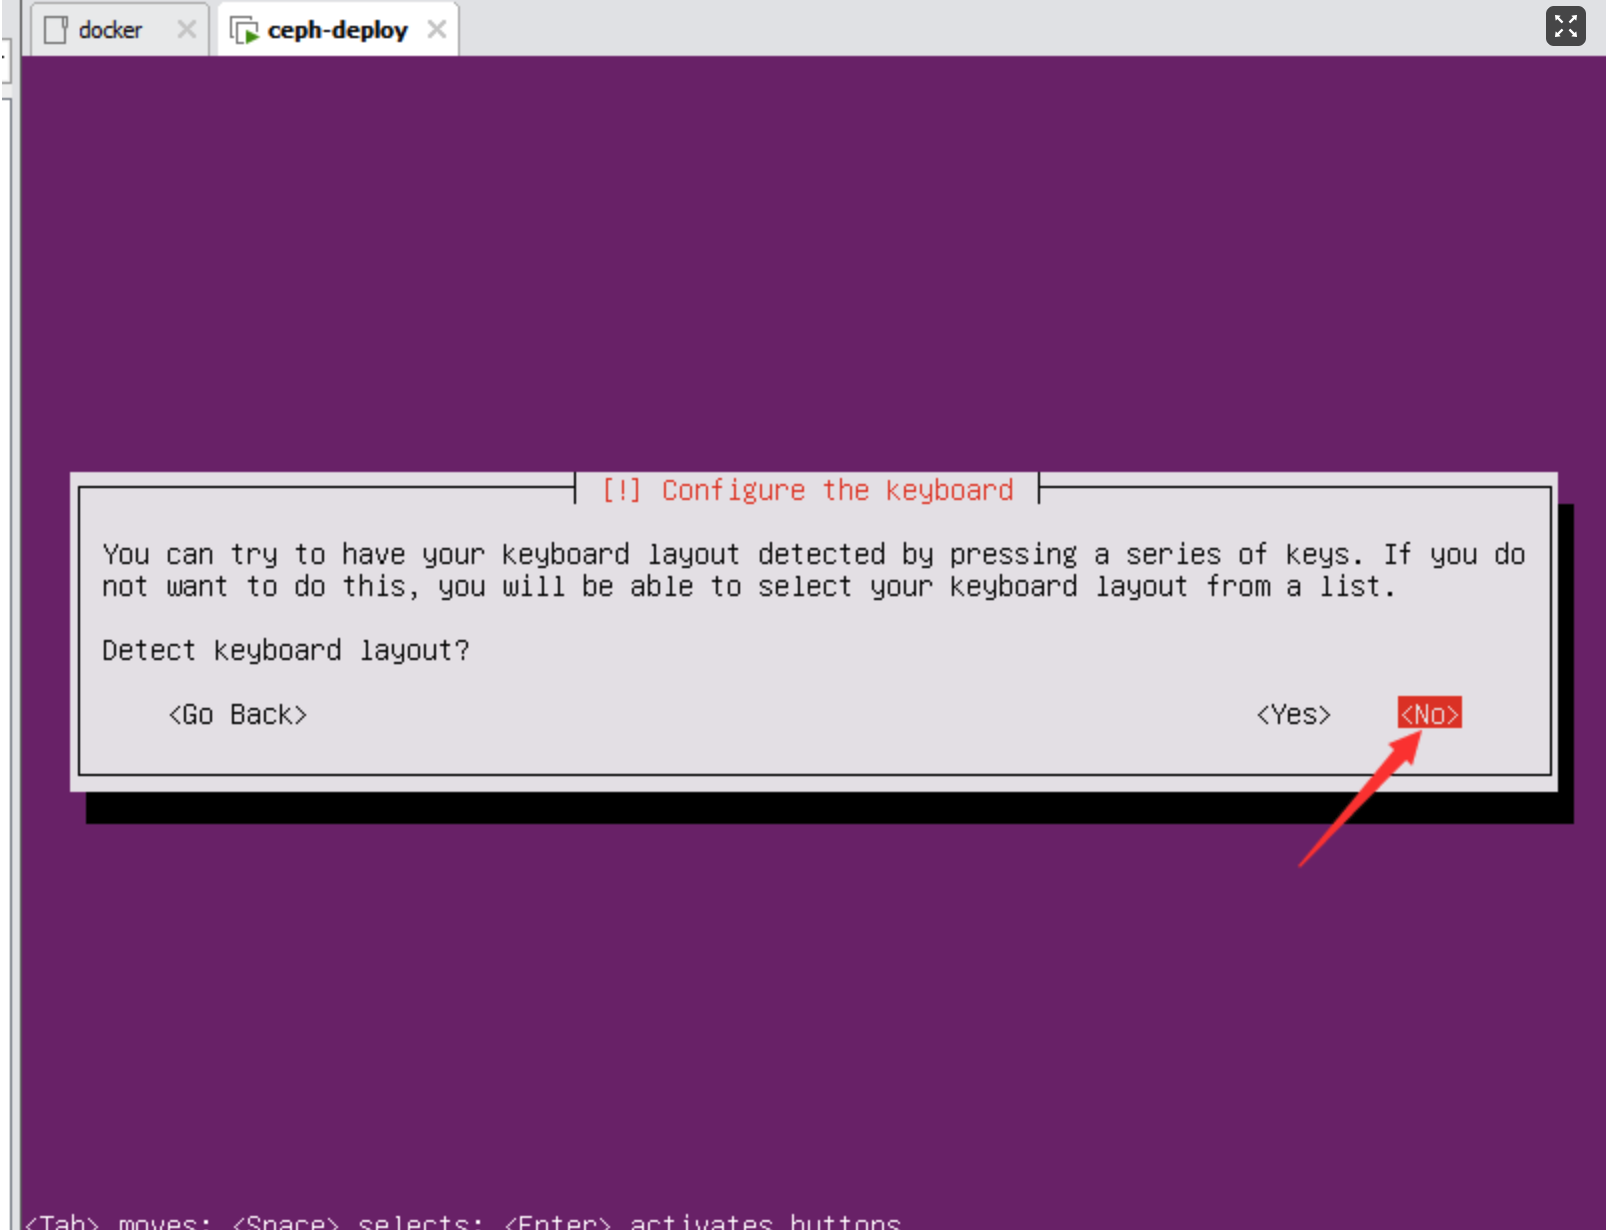 docker
ceph-deploy
[!] Configure the keyboard
You can try to have your keyboard layout detected by pressing a series of keys. If you do
not want to do this, you will be able to select your keyboard layout from a list.
Detect keyboard layout?
<Go Back>
<Yes>
<No>
<Tab> moves; <Space> selects; <Enter> activates buttons